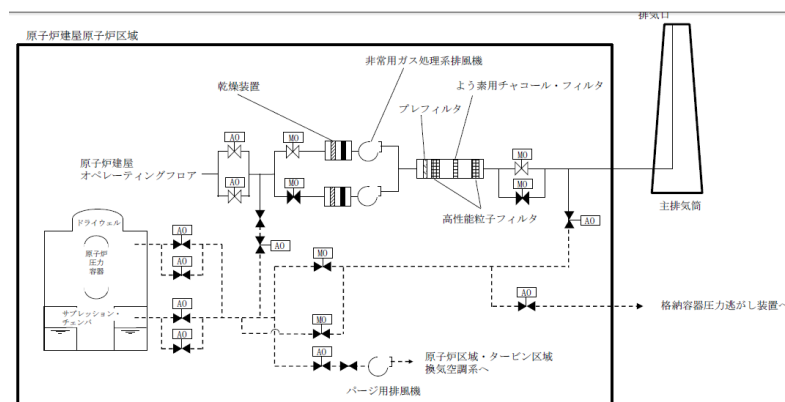 排気口
原子炉建屋原子炉区域
非常用ガス処理系排風機
乾燥装置
よう素用チャコール・フィルタ
プレフィルタ
AO
MO
MO
原子炉建屋
オペレーティングフロア
AO
MO
MO
高性能粒子フィルタ
主排気筒
ドライウェル
原子炉
圧力
容器
AO
AO
AO
AO
MO
サプレッション・
チェンバ
AO
AO
AO
格納容器圧力逃がし装置へ
MO
AO
原子炉区域・タービン区域
換気空調系へ
パージ用排風機